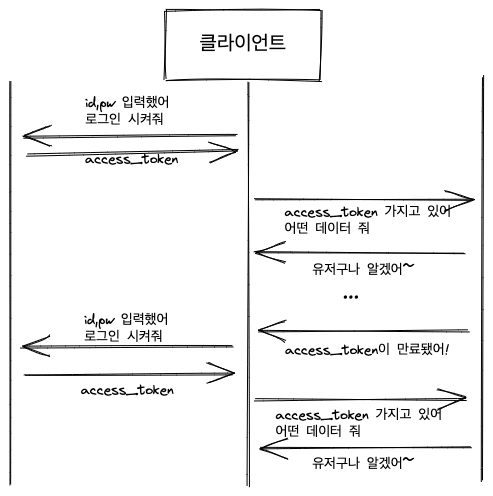 클라이언트
id,pw 입력했어
로그인 시켜줘
access_token
access_token 가지고 있어
어떤 데이터 줘
유저구나 알겠어~
...
id,pw 입력했어
로그인 시켜줘
access_token이 만료됐어!
access_token
access_token 가지고 있어
어떤 데이터 줘
유저구나 알겠어~